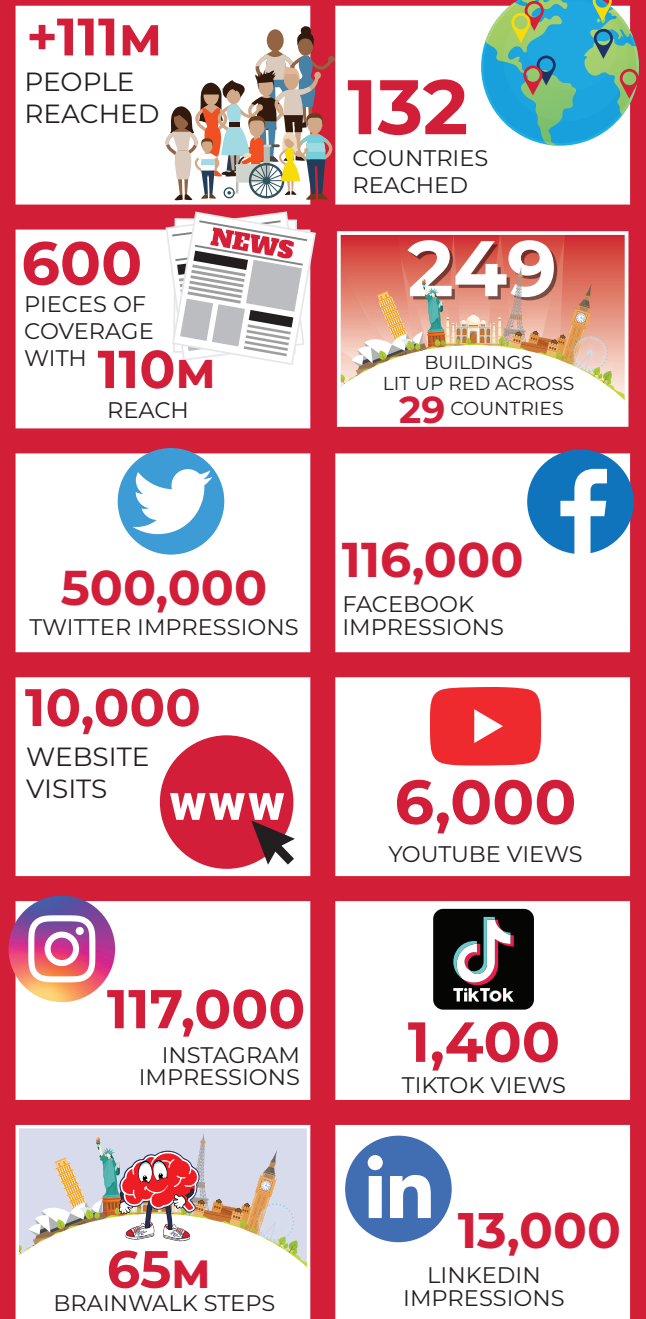 +111M
PEOPLE
REACHED
132
COUNTRIES
REACHED
600
PIECES OF
COVERAGE
WITH 110M
REACH
NEWS
249
BUILDINGS
LIT UP RED ACROSS
29 COUNTRIES
500,000
TWITTER IMPRESSIONS
f
116,000
FACEBOOK
IMPRESSIONS
10,000
WEBSITE
VISITS
www
6,000
YOUTUBE VIEWS
117,000
INSTAGRAM
IMPRESSIONS
TikTok
1,400
TIKTOK VIEWS
65M
BRAINWALK STEPS
in
13,000
LINKEDIN
IMPRESSIONS